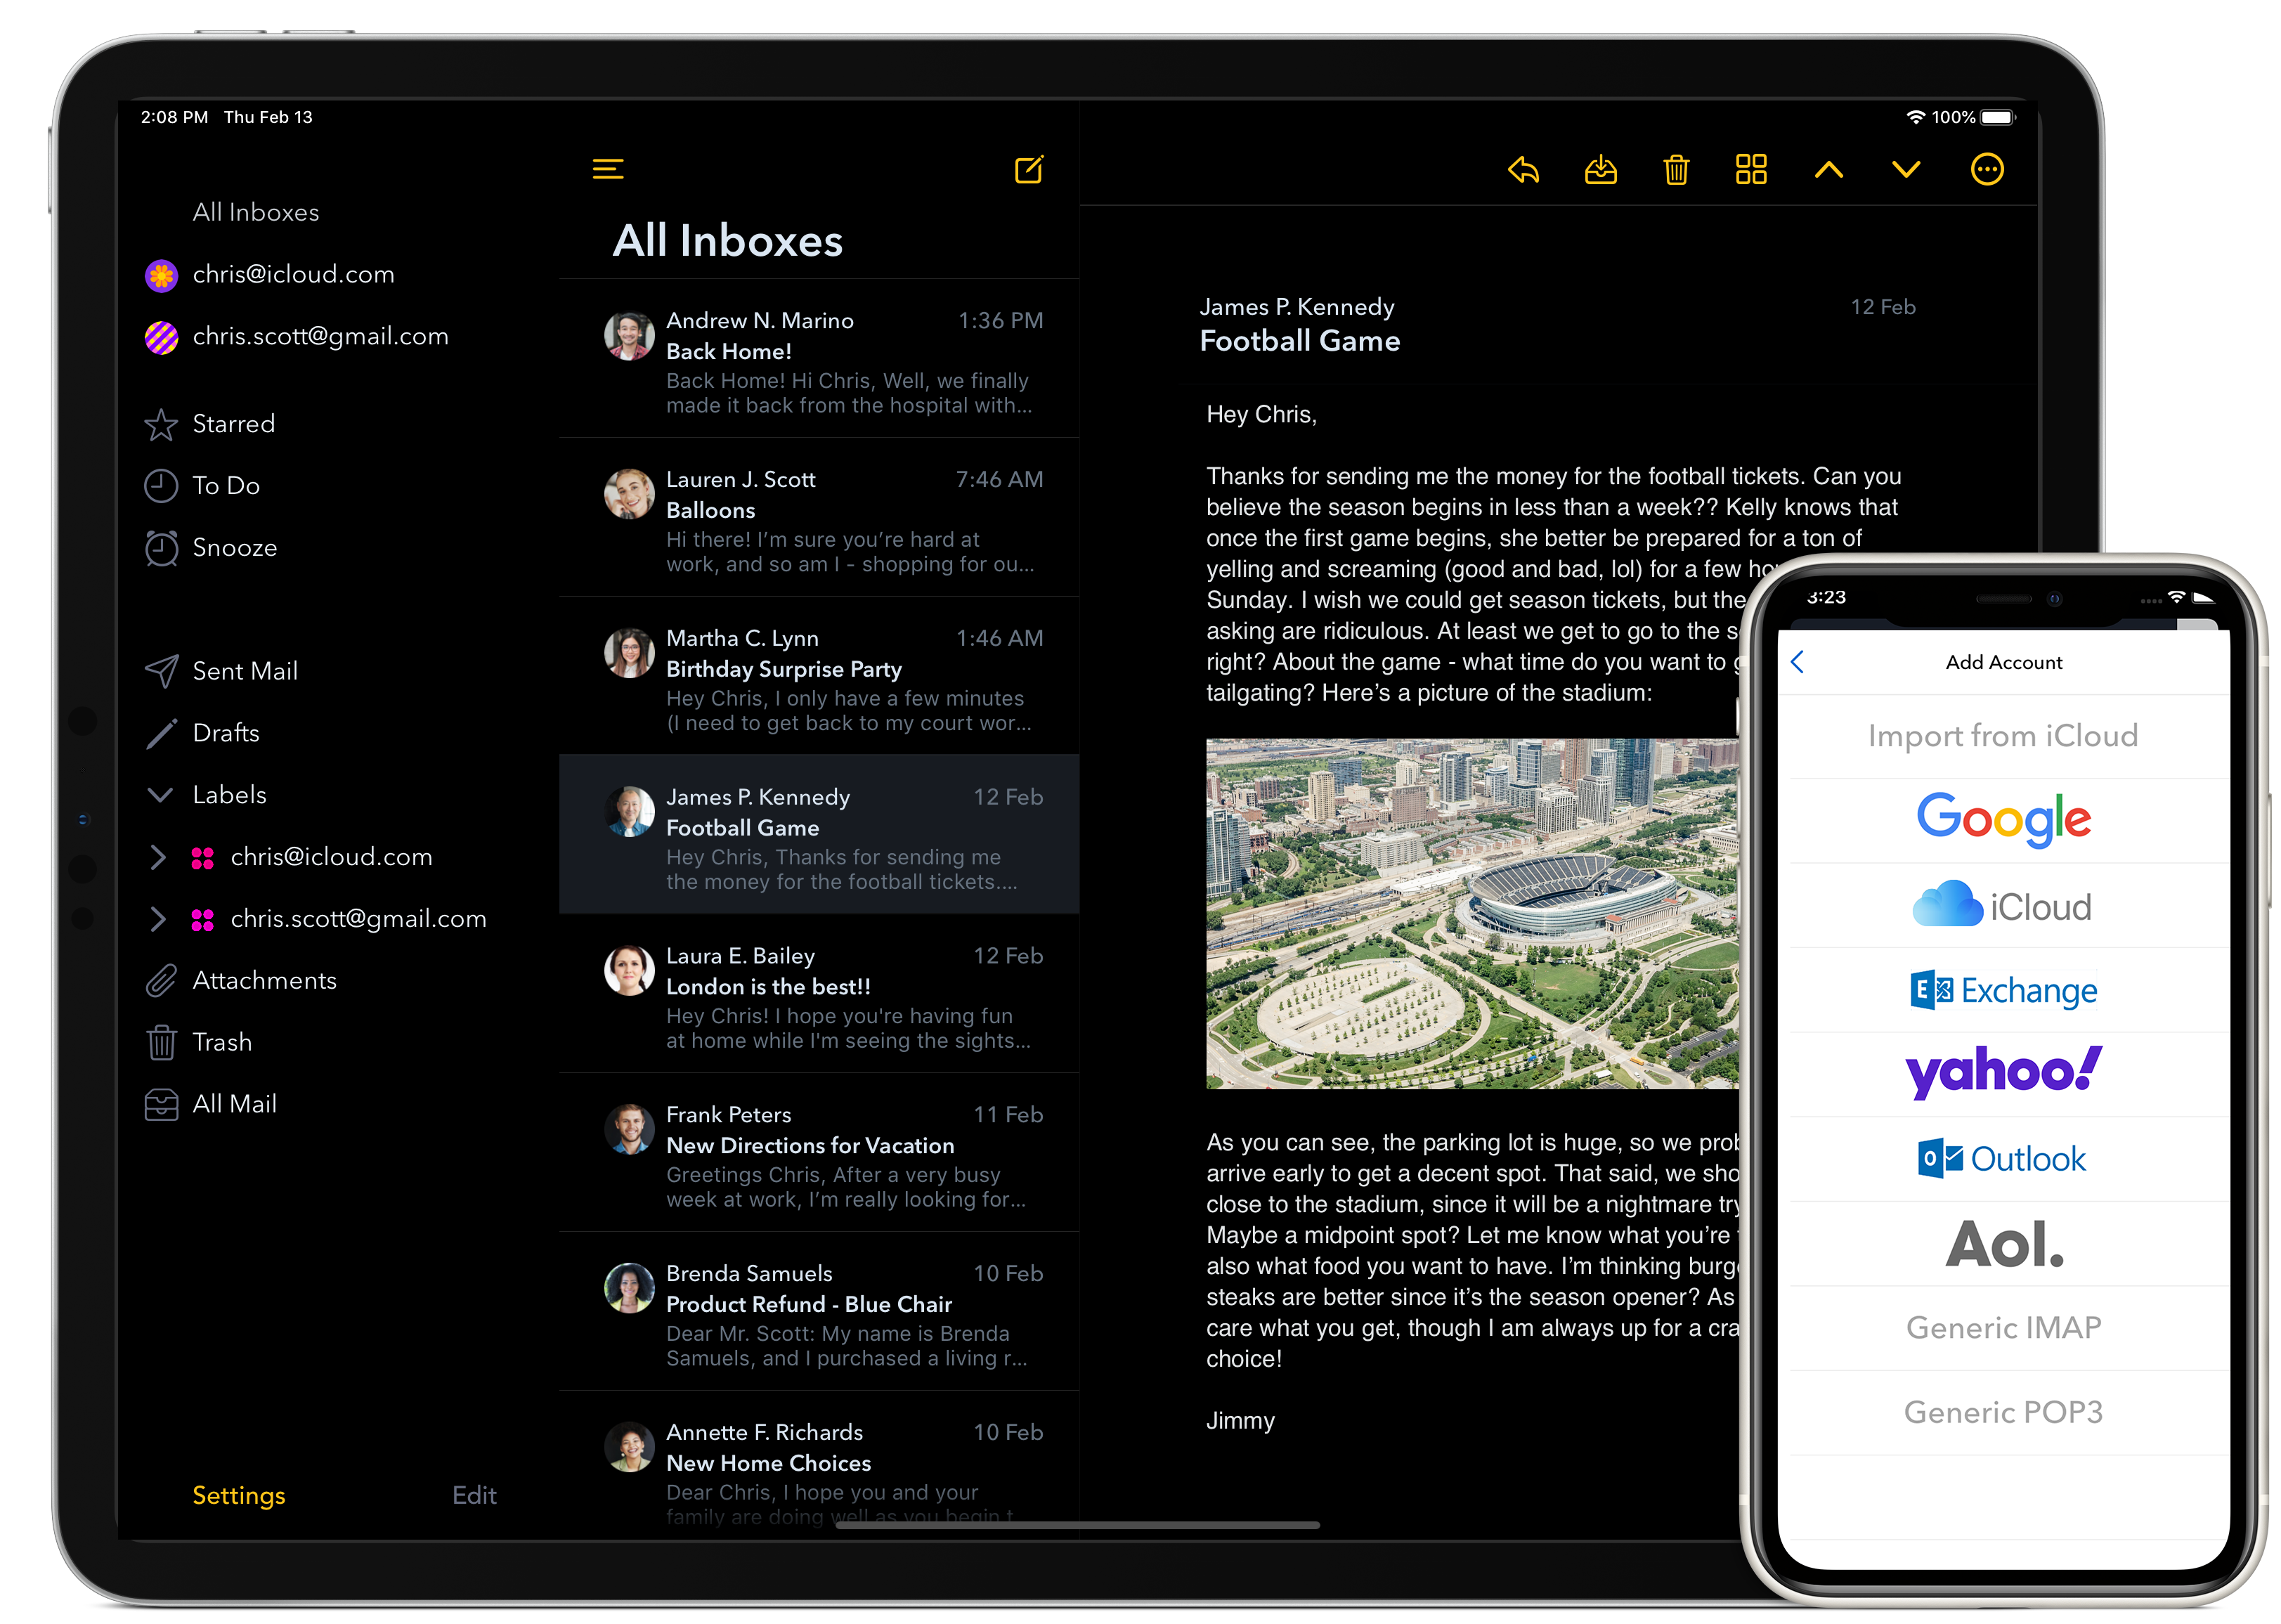 2:08 PM Thu Feb 13
100%
All Inboxes
chris@icloud.com
chris.scott@gmail.com
Starred
To Do
Snooze
Sent Mail
Drafts
Labels
chris@icloud.com
chris.scott@gmail.com
Attachments
Trash
All Mail
Settings
Edit
All Inboxes
Andrew N. Marino 1:36 PM
Back Home!
Back Home! Hi Chris, Well, we finally
made it back from the hospital with...
Lauren J. Scott 7:46 AM
Balloons
Hi there! I’m sure you’re hard at
work, and so am I - shopping for ou...
Martha C. Lynn 1:46 AM
Birthday Surprise Party
Hey Chris, I only have a few minutes
(I need to get back to my court wor...
James P. Kennedy 12 Feb
Football Game
Hey Chris, Thanks for sending me
the money for the football tickets....
Laura E. Bailey 12 Feb
London is the best!!
Hey Chris! I hope you're having fun
at home while I'm seeing the sights...
Frank Peters 11 Feb
New Directions for Vacation
Greetings Chris, After a very busy
week at work, I’m really looking for...
Brenda Samuels 10 Feb
Product Refund - Blue Chair
Dear Mr. Scott: My name is Brenda
Samuels, and I purchased a living r...
Annette F. Richards 10 Feb
New Home Choices
Dear Chris, I hope you and your
family are doing well as you begin t
James P. Kennedy 12 Feb
Football Game
Hey Chris,
Thanks for sending me the money for the football tickets. Can you
believe the season begins in less than a week?? Kelly knows that
once the first game begins, she better be prepared for a ton of
yelling and screaming (good and bad, lol) for a few
Sunday. I wish we could get season tickets, but the
asking are ridiculous. At least we get to go to the
right? About the game - what time do you want to
tailgating? Here’s a picture of the stadium:
As you can see, the parking lot is huge, so we
arrive early to get a decent spot. That said, we
close to the stadium, since it will be a nightmare
Maybe a midpoint spot? Let me know what you’re
also what food you want to have. I’m thinking
steaks are better since it’s the season opener? As
care what you get, though I am always up for a
choice!
Jimmy
3:23
Add Account
Import from iCloud
Google
iCloud
E Exchange
yahoo!
O Outlook
Aol.
Generic IMAP
Generic POP3